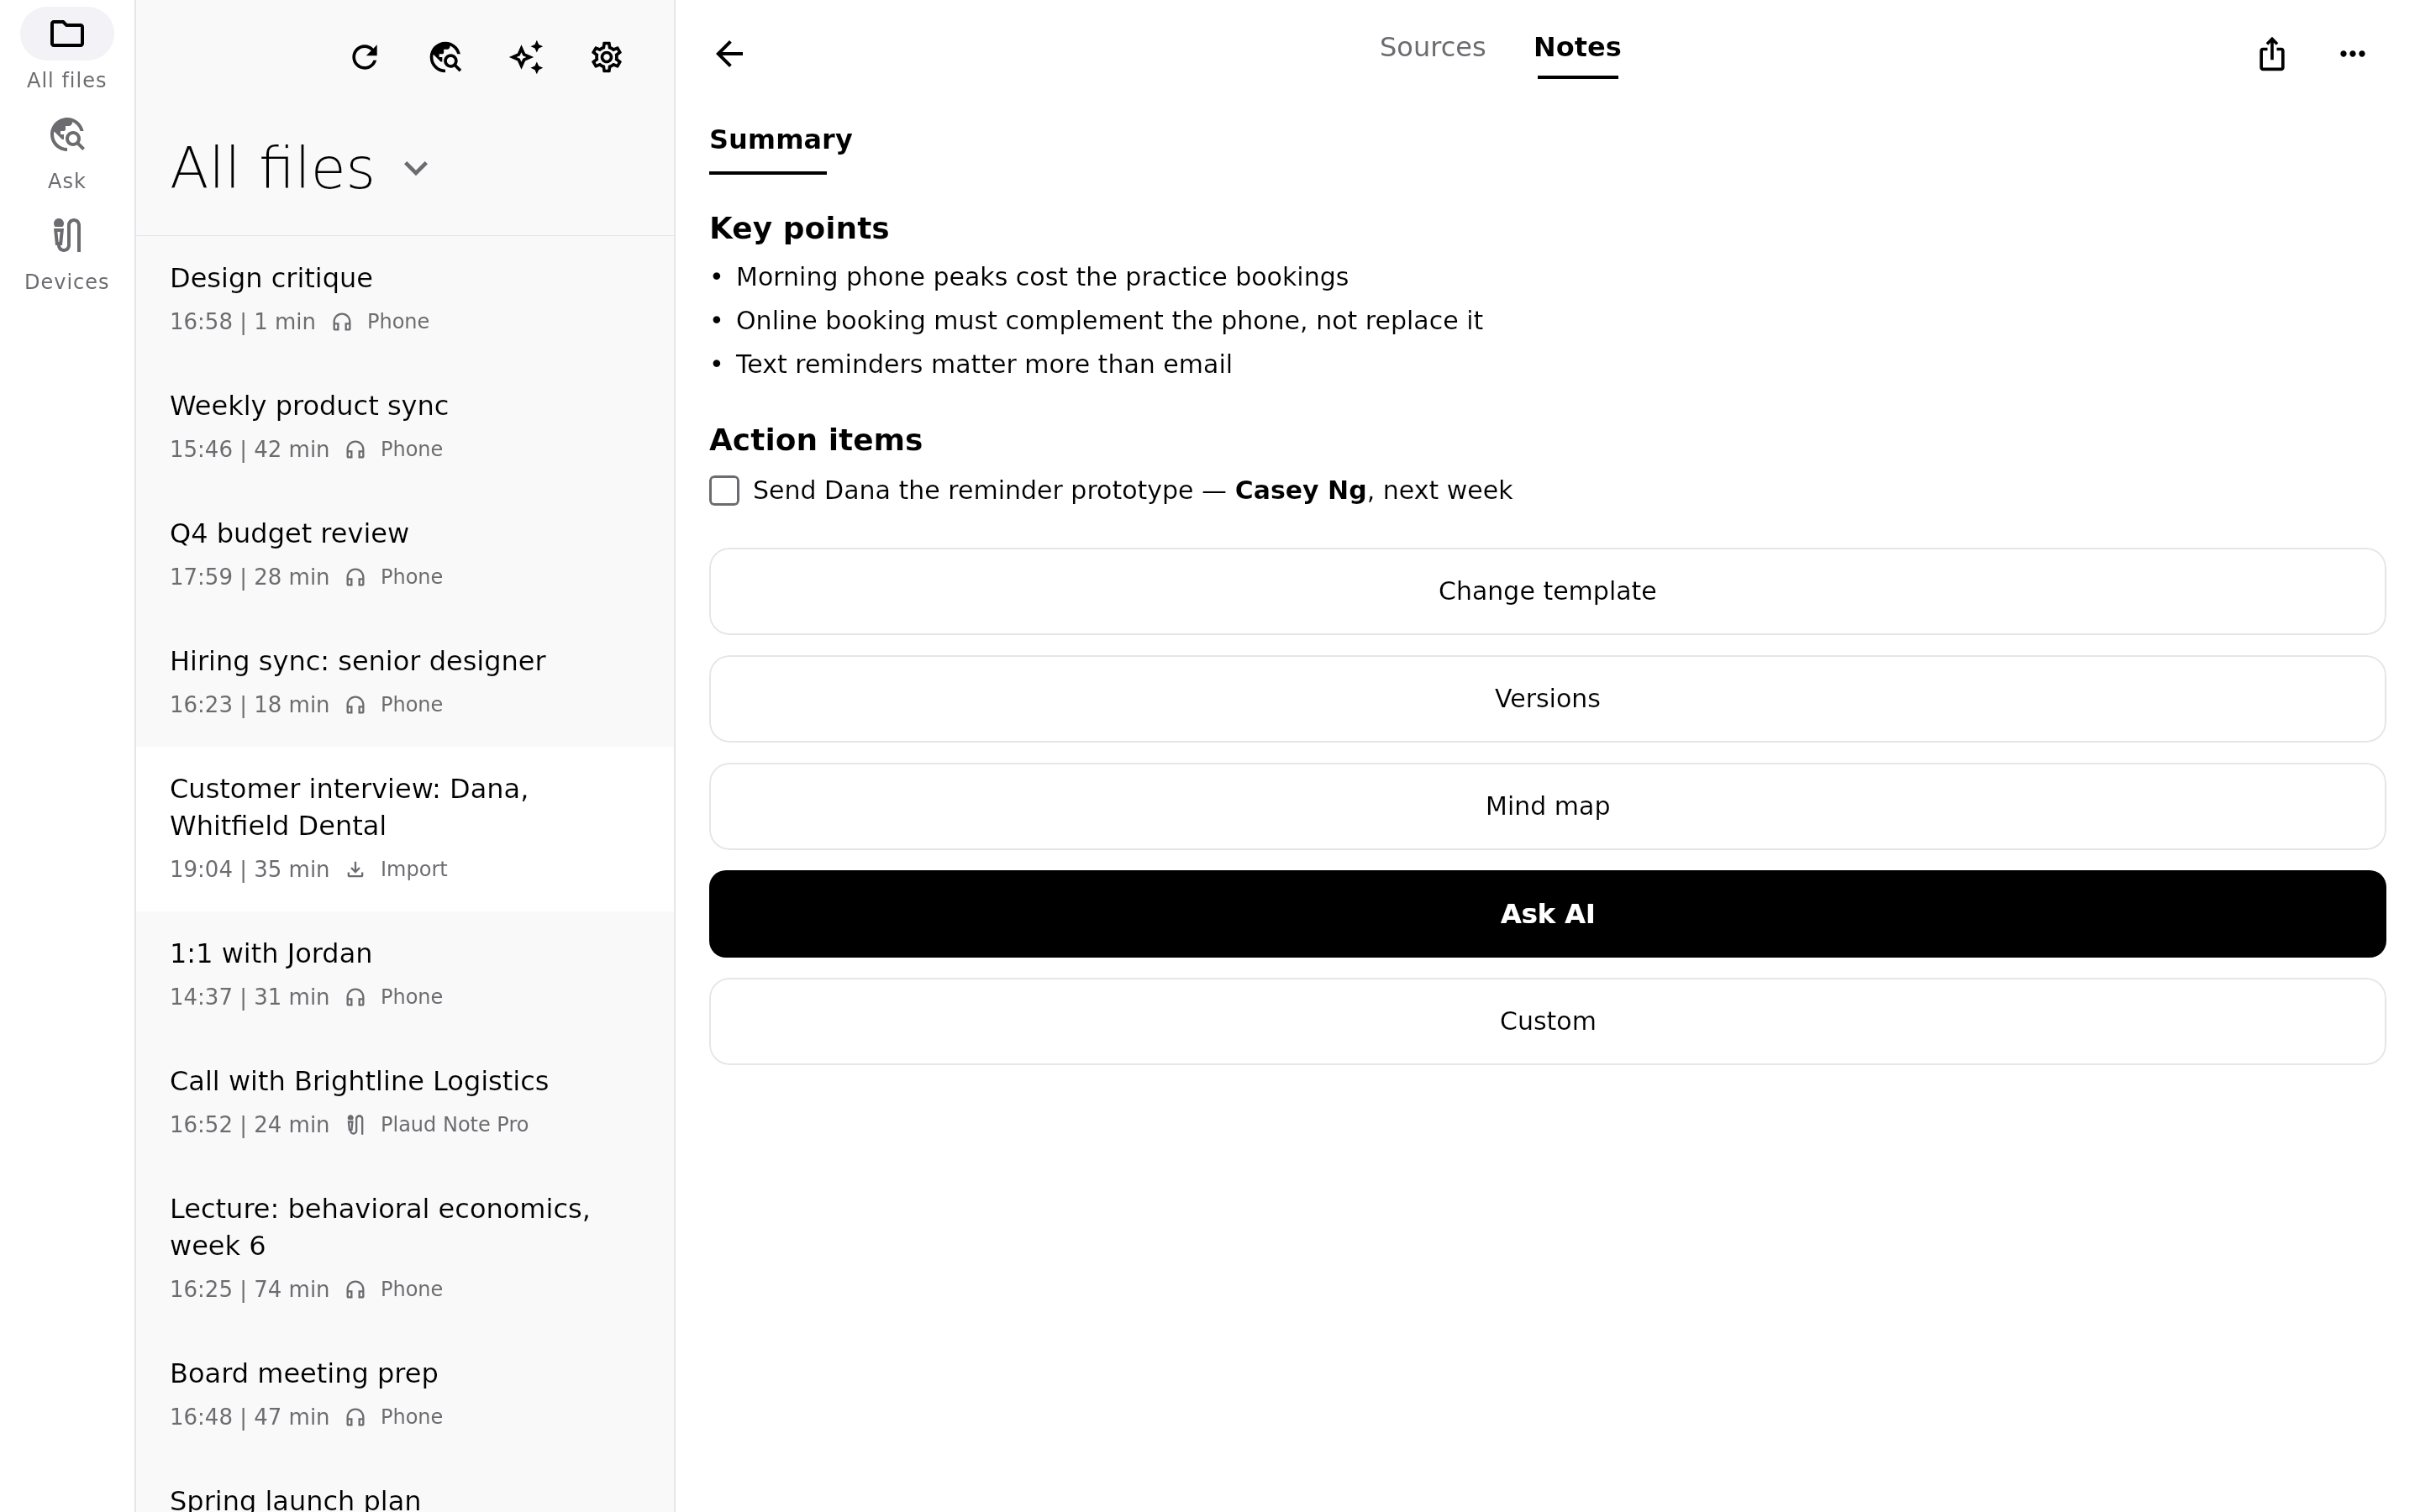 All files
Ask
Devices
All files
Design critique
16:58 | 1 min Phone
Weekly product sync
15:46 | 42 min Phone
Q4 budget review
17:59 | 28 min Phone
Hiring sync: senior designer
16:23 | 18 min Phone
Customer interview: Dana,
Whitfield Dental
19:04 | 35 min Import
1:1 with Jordan
14:37 | 31 min Phone
Call with Brightline Logistics
16:52 | 24 min Plaud Note Pro
Lecture: behavioral economics,
week 6
16:25 | 74 min Phone
Board meeting prep
16:48 | 47 min Phone
Spring launch plan
Sources Notes
Summary
Key points
• Morning phone peaks cost the practice bookings
• Online booking must complement the phone, not replace it
• Text reminders matter more than email
Action items
Send Dana the reminder prototype — Casey Ng, next week
Change template
Versions
Mind map
Ask AI
Custom